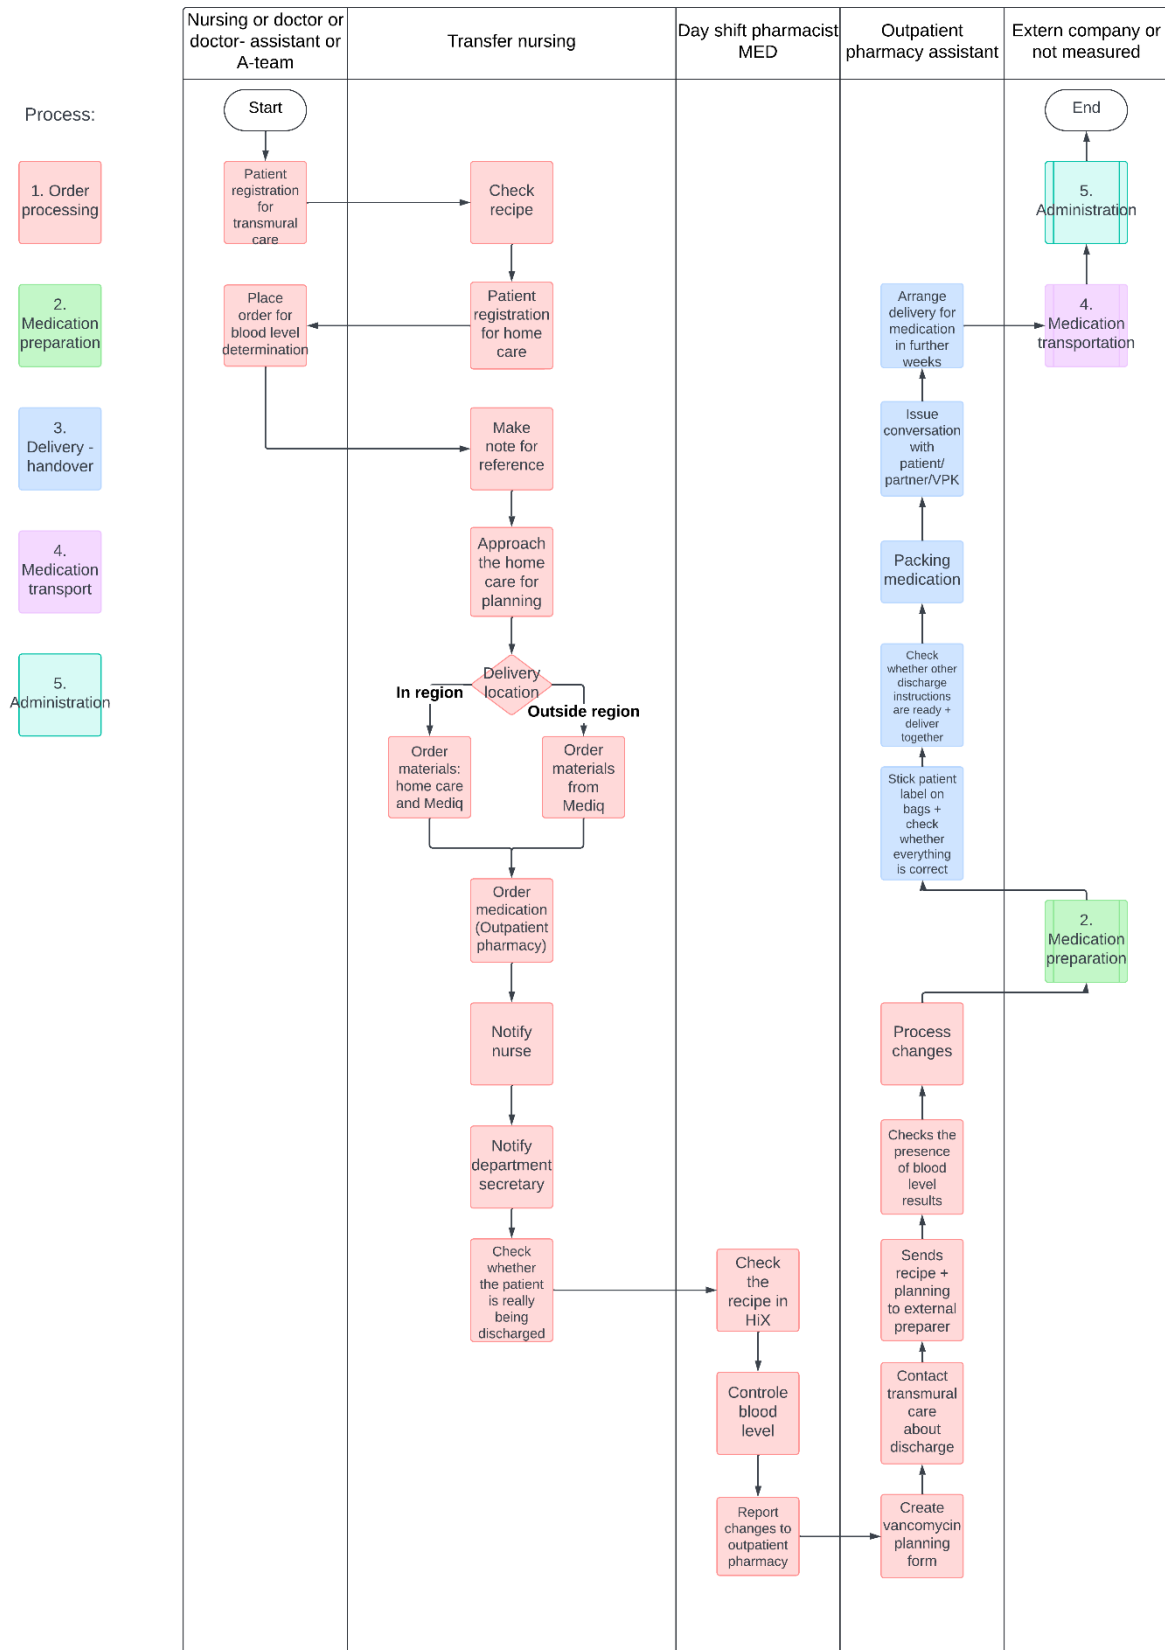 Nursing or doctor or
doctor- assistant or
A-team
Transfer nursing
Day shift pharmacist
MED
Outpatient
pharmacy assistant
Extern company or
not measured
Process:
1. Order
processing
2.
Medication
preparation
3.
Delivery -
handover
4.
Medication
transport
5.
Administration
Start
Patient
registration
for
transmural
care
Check
recipe
Patient
registration
for home
care
Place
order for
blood level
determination
Make
note for
reference
Approach
the home
care for
planning
Delivery
location
In region
Outside region
Order
materials:
home care
and Mediq
Order
materials
from
Mediq
Order
medication
(Outpatient
pharmacy)
Notify
nurse
Notify
department
secretary
Check
whether
the patient
is really
being
discharged
Check
the
recipe in
HiX
Controle
blood
level
Report
changes to
outpatient
pharmacy
Create
vancomycin
planning
form
Contact
transmural
care
about
discharge
Sends
recipe +
planning
to external
preparer
Checks the
presence
of blood
level
results
Process
changes
2.
Medication
preparation
Stick patient
label on
bags +
check
whether
everything
is correct
Check
whether other
discharge
instructions
are ready +
deliver
together
Packing
medication
Issue
conversation
with
patient/
partner/VPK
Arrange
delivery for
medication
in further
weeks
4.
Medication
transportation
5.
Administration
End